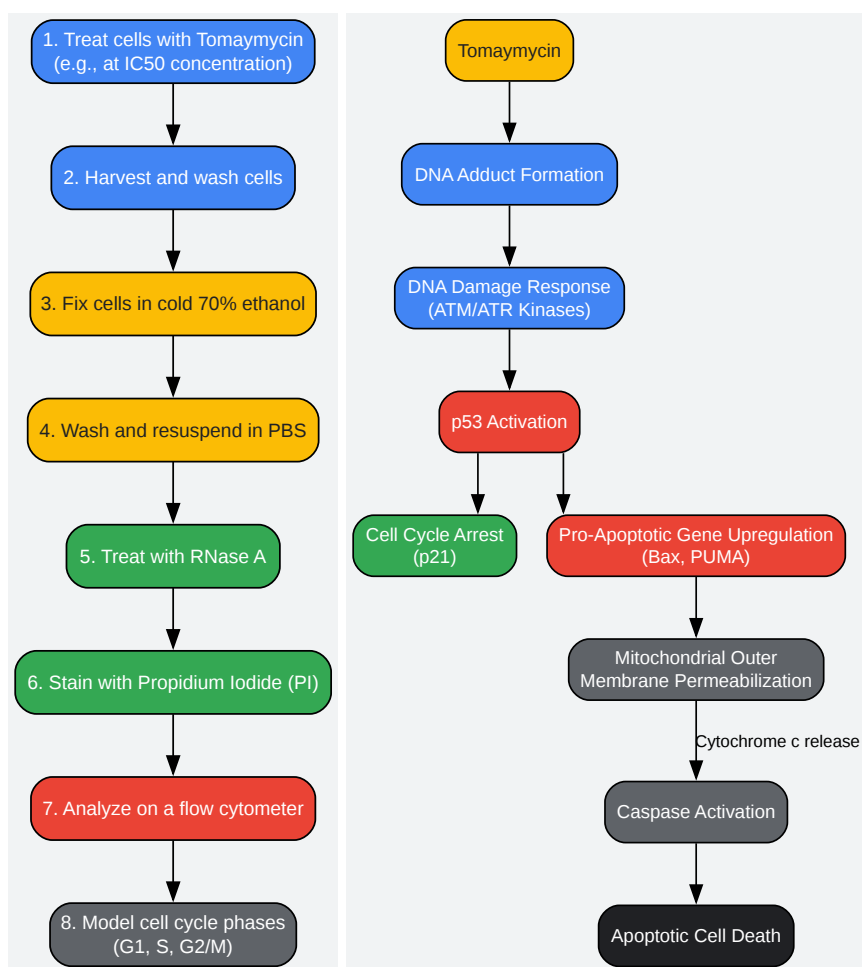 1. Treat cells with Tomaymycin
(e.g., at IC50 concentration)
2. Harvest and wash cells
3. Fix cells in cold 70% ethanol
4. Wash and resuspend in PBS
5. Treat with RNase A
6. Stain with Propidium Iodide (PI)
7. Analyze on a flow cytometer
8. Model cell cycle phases
(G1, S, G2/M)
Tomaymycin
DNA Adduct Formation
DNA Damage Response
(ATM/ATR Kinases)
p53 Activation
Cell Cycle Arrest
(p21)
Pro-Apoptotic Gene Upregulation
(Bax, PUMA)
Mitochondrial Outer
Membrane Permeabilization
Cytochrome c release
Caspase Activation
Apoptotic Cell Death